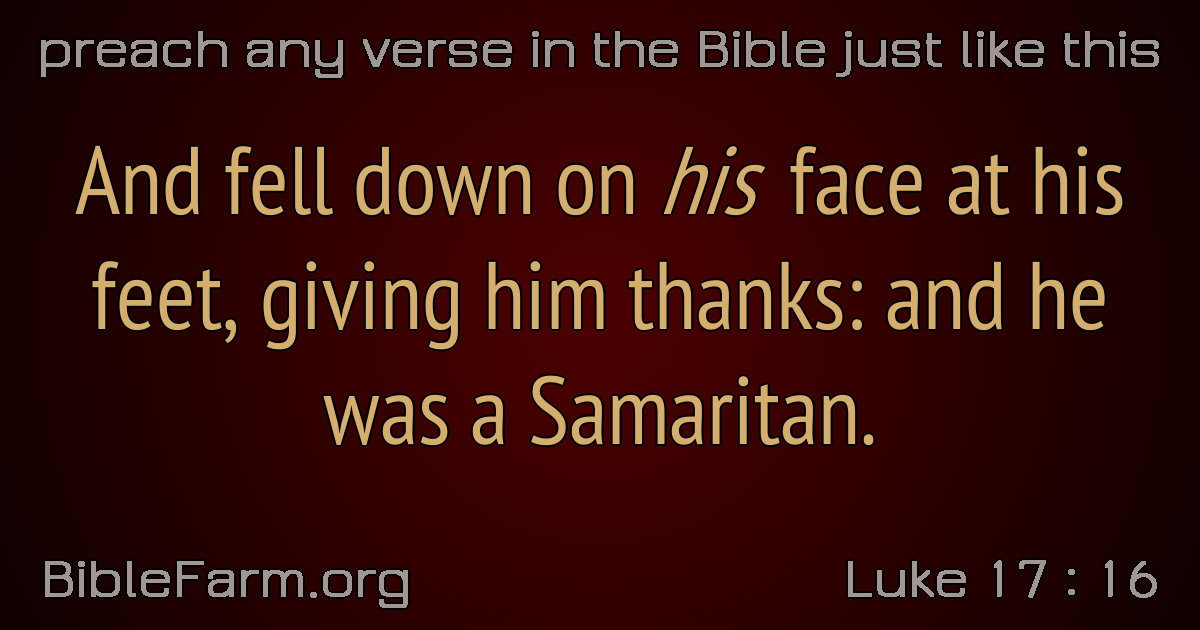 preach any verse in the Bible just like this
And fell down on his face at his
feet, giving him thanks: and he
was a Samaritan.
BibleFarm.org
Luke 17 : 16